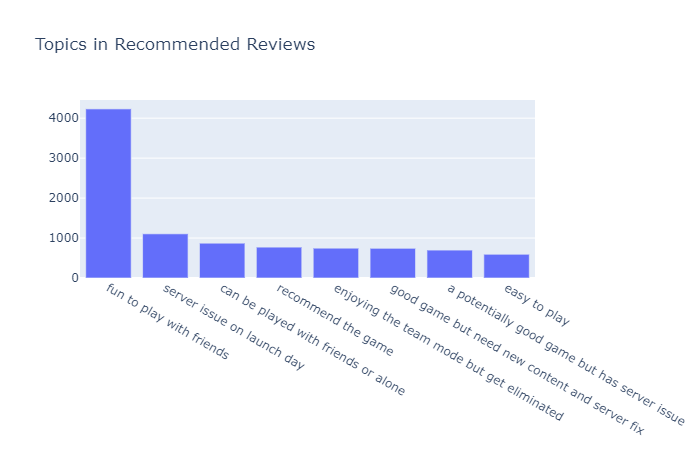 Topics in Recommended Reviews
4000
3000
2000
1000
0
fun to play with friends
server issue on launch day
can be played with friends or alone
recommend the game
enjoying the team mode but get eliminated
good game but need new content and server fix
a potentially good game but has server issue
easy to play